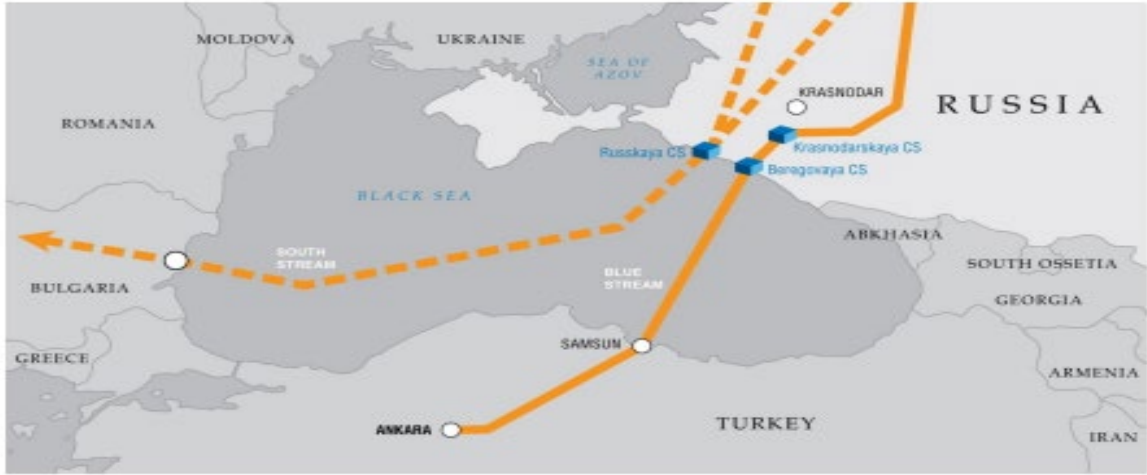 MOLDOVA
UKRAINE
SEA OF
AZOV
KRASNODAR
RUSSIA
ROMANIA
Russkaya CS
Krasnodarskaya CS
Beregovaya CS
BLACK SEA
ABKHASIA
SOUTH
STREAM
SOUTH OSSETIA
BLUE
STREAM
BULGARIA
GEORGIA
SAMSUN
GREECE
ARMENIA
ANKARA
TURKEY
IRAN